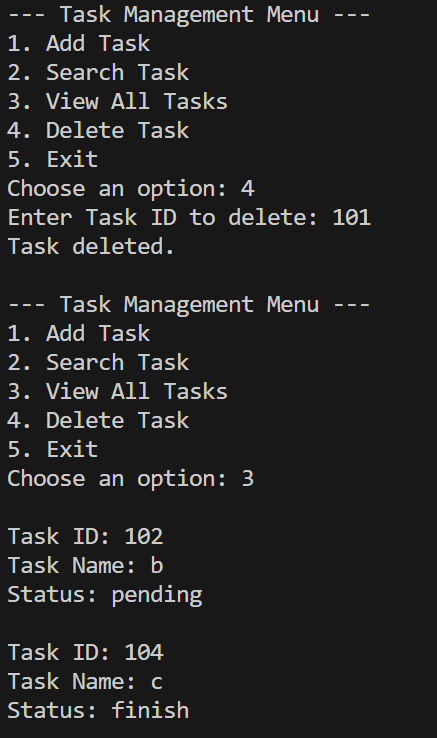 --- Task Management Menu ---
1. Add Task
2. Search Task
3. View All Tasks
4. Delete Task
5. Exit
Choose an option: 4
Enter Task ID to delete: 101
Task deleted.

--- Task Management Menu ---
1. Add Task
2. Search Task
3. View All Tasks
4. Delete Task
5. Exit
Choose an option: 3

Task ID: 102
Task Name: b
Status: pending

Task ID: 104
Task Name: c
Status: finish